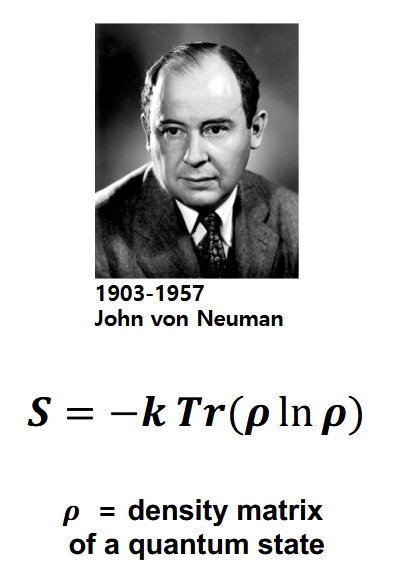 1903-1957
John von Neuman
S = −k Tr(ρ ln ρ)
ρ = density matrix
of a quantum state